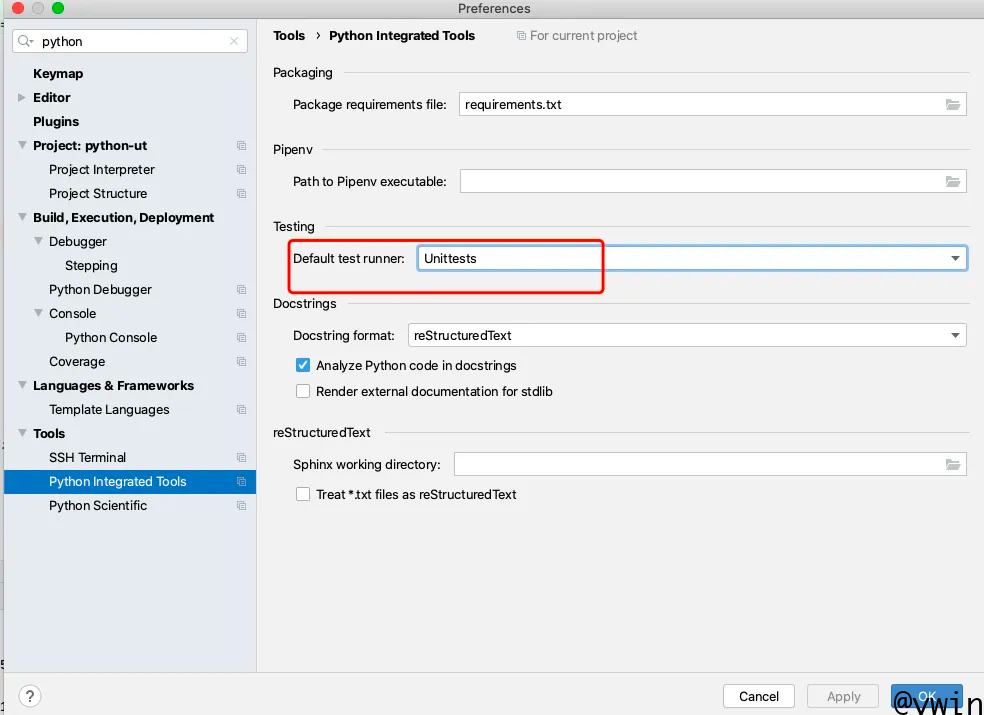 Preferences
python
Keymap
Editor
Plugins
Project: python-ut
Project Interpreter
Project Structure
Build, Execution, Deployment
Debugger
Stepping
Python Debugger
Console
Python Console
Coverage
Languages & Frameworks
Template Languages
Tools
SSH Terminal
Python Integrated Tools
Python Scientific
Tools › Python Integrated Tools For current project
Packaging
Package requirements file: requirements.txt
Pipenv
Path to Pipenv executable:
Testing
Default test runner: Unittests
Docstrings
Docstring format: reStructuredText
Analyze Python code in docstrings
Render external documentation for stdlib
reStructuredText
Sphinx working directory:
Treat *.txt files as reStructuredText
? Cancel Apply OK
@vwin